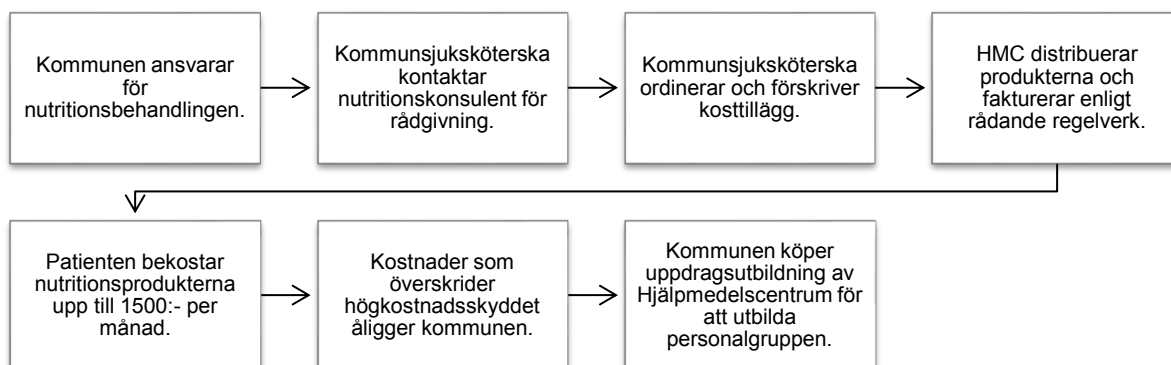 Kommunen ansvarar
för
nutritionsbehandlingen.
Kommunsjuksköterska
kontaktar
nutritionskonsulent för
rådgivning.
Kommunsjuksköterska
ordinerar och förskriver
kosttillägg.
HMC distribuerar
produkterna och
fakturerar enligt
rådande regelverk.
Patienten bekostar
nutritionsprodukterna
upp till 1500:- per
månad.
Kostnader som
överskrider
högkostnadsskyddet
åligger kommunen.
Kommunen köper
uppdragsutbildning av
Hjälpmedelscentrum för
att utbilda
personalgruppen.